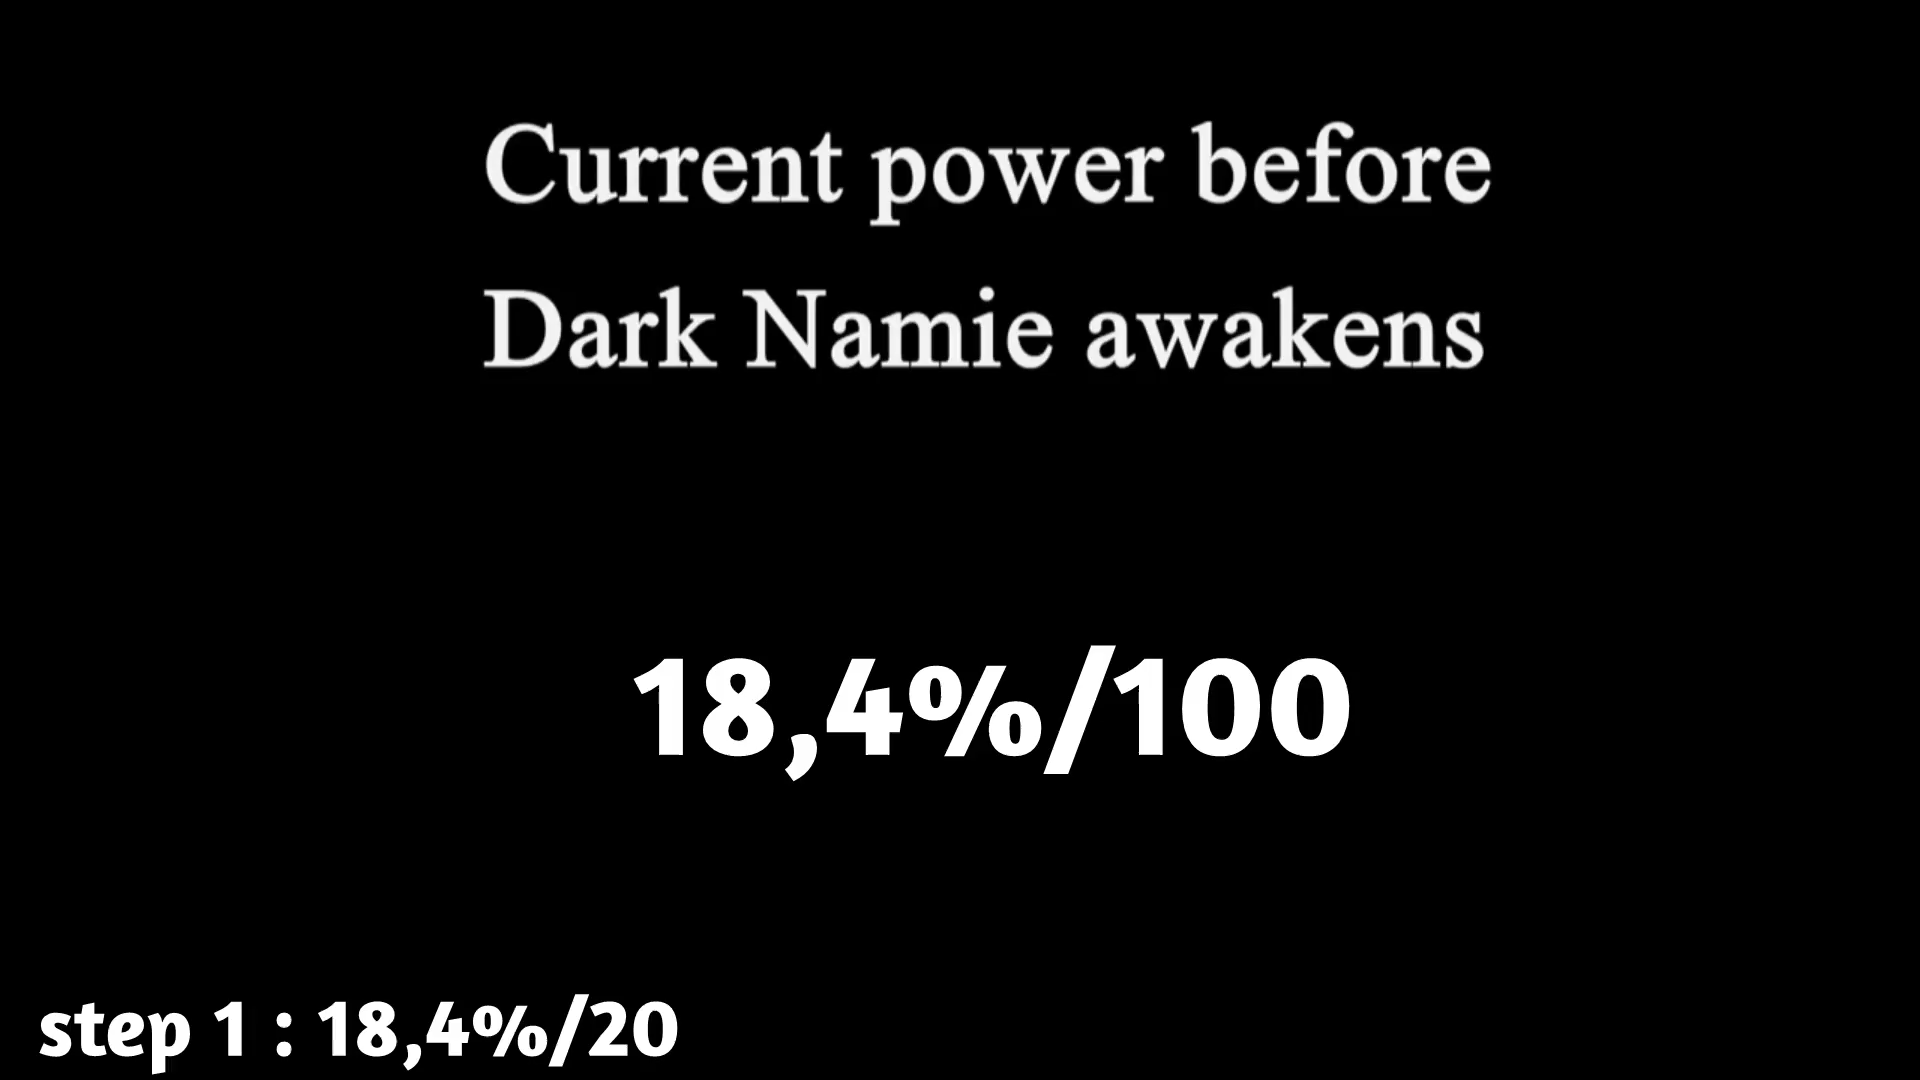 Current power before
Dark Namie awakens
18,4%/100
step 1 : 18,4%/20